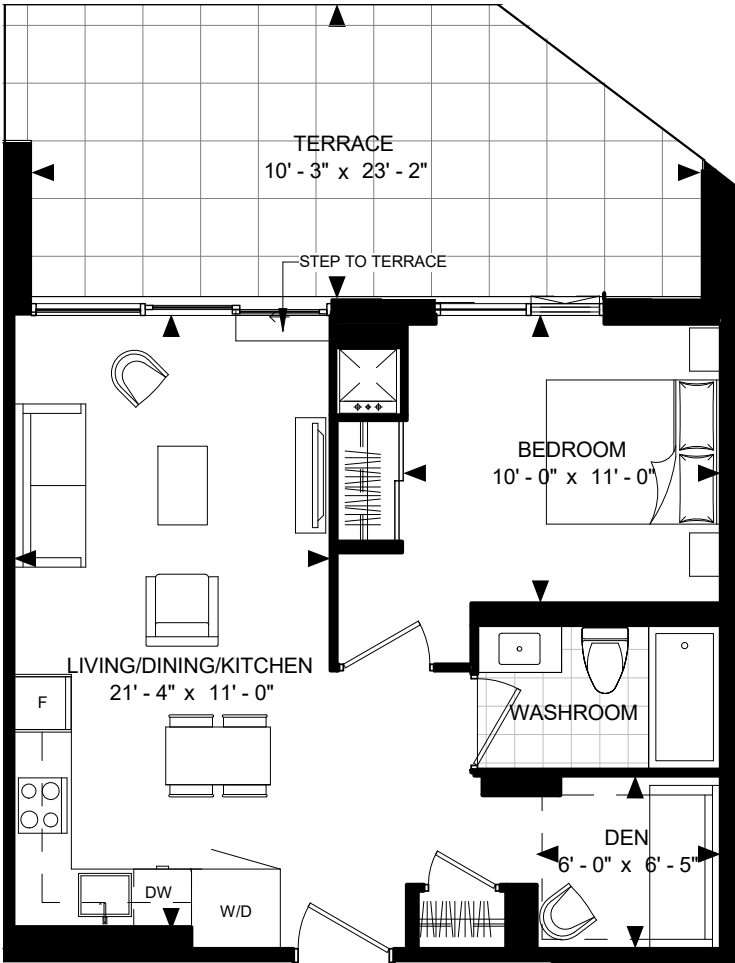 TERRACE
10' - 3" x 23' - 2"
STEP TO TERRACE
BEDROOM
10' - 0" x 11' - 0"
LIVING/DINING/KITCHEN
21' - 4" x 11' - 0"
F
WASHROOM
DEN
6' - 0" x 6' - 5"
DW
W/D